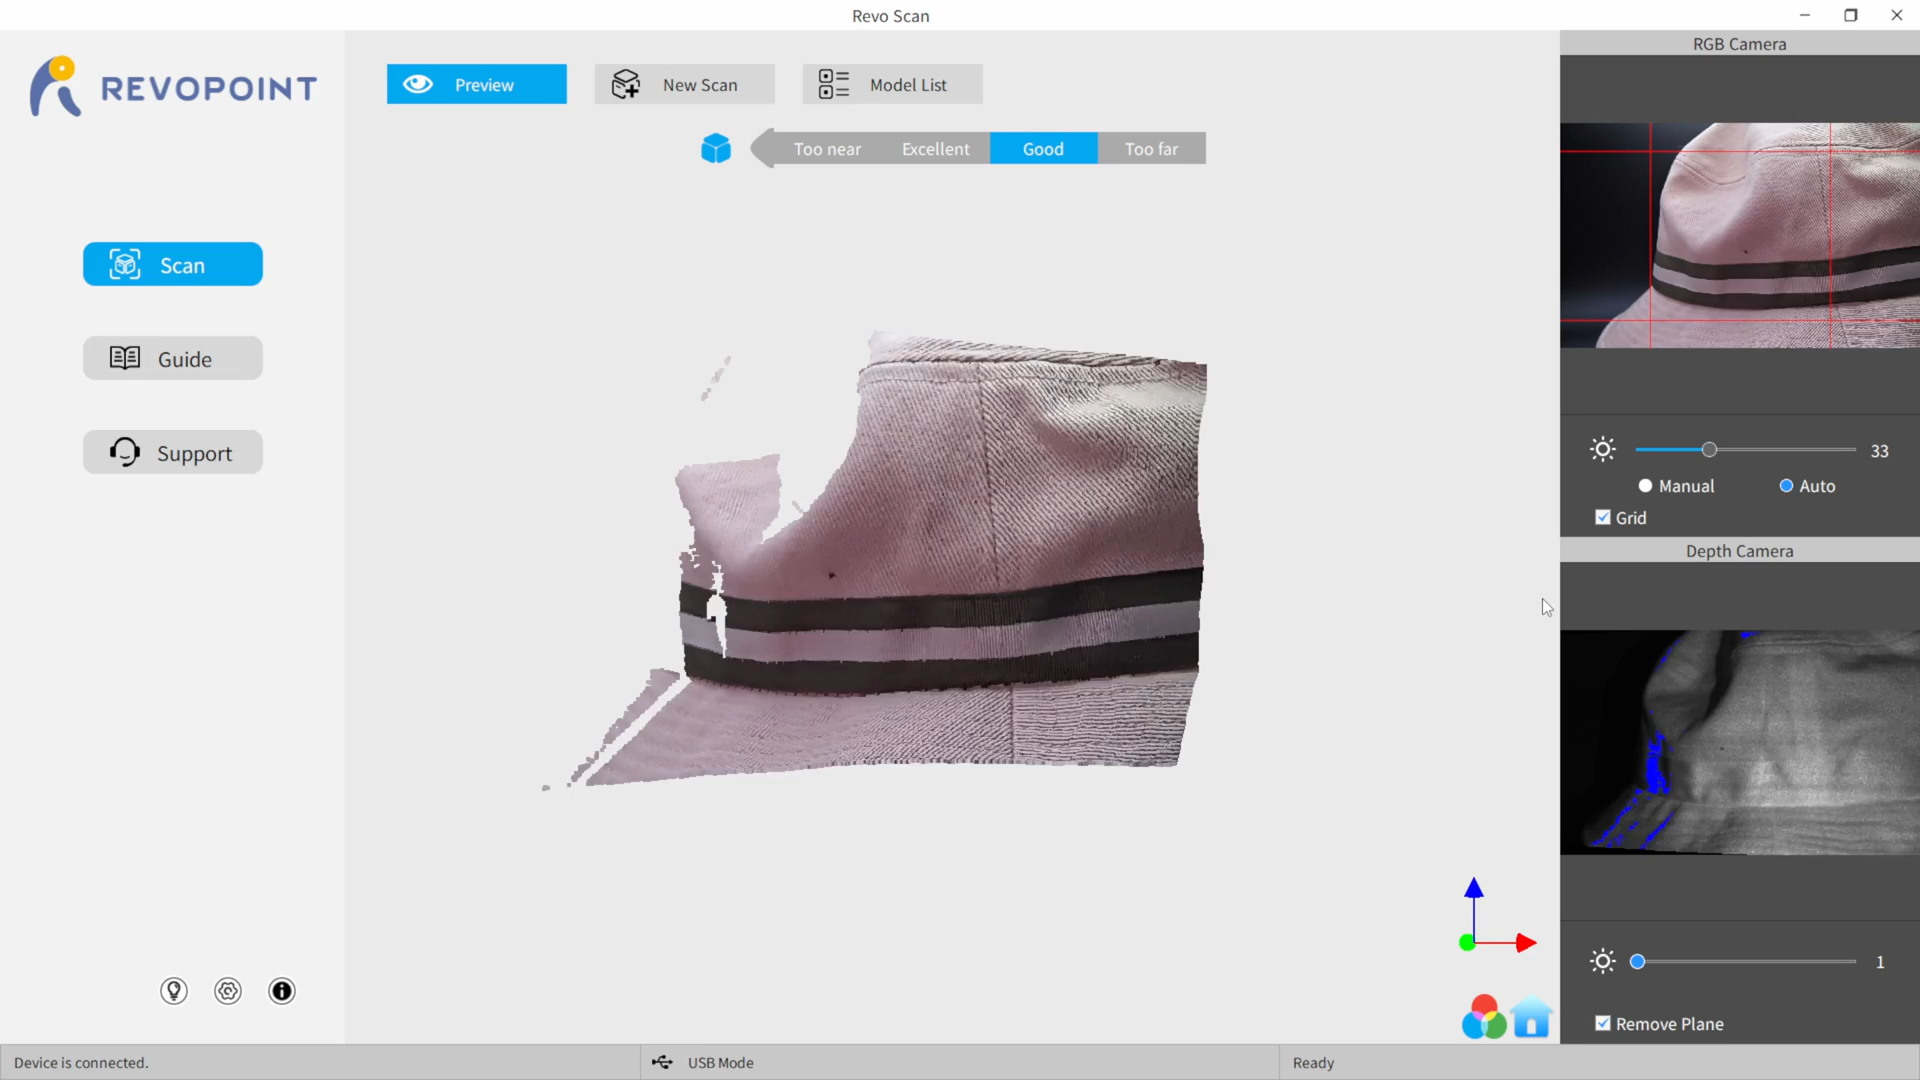 Revo Scan
REVOPOINT
Preview
New Scan
Model List
Too near
Excellent
Good
Too far
Scan
Guide
Support
RGB Camera
33
Manual
Auto
Grid
Depth Camera
1
Remove Plane
Device is connected.
USB Mode
Ready